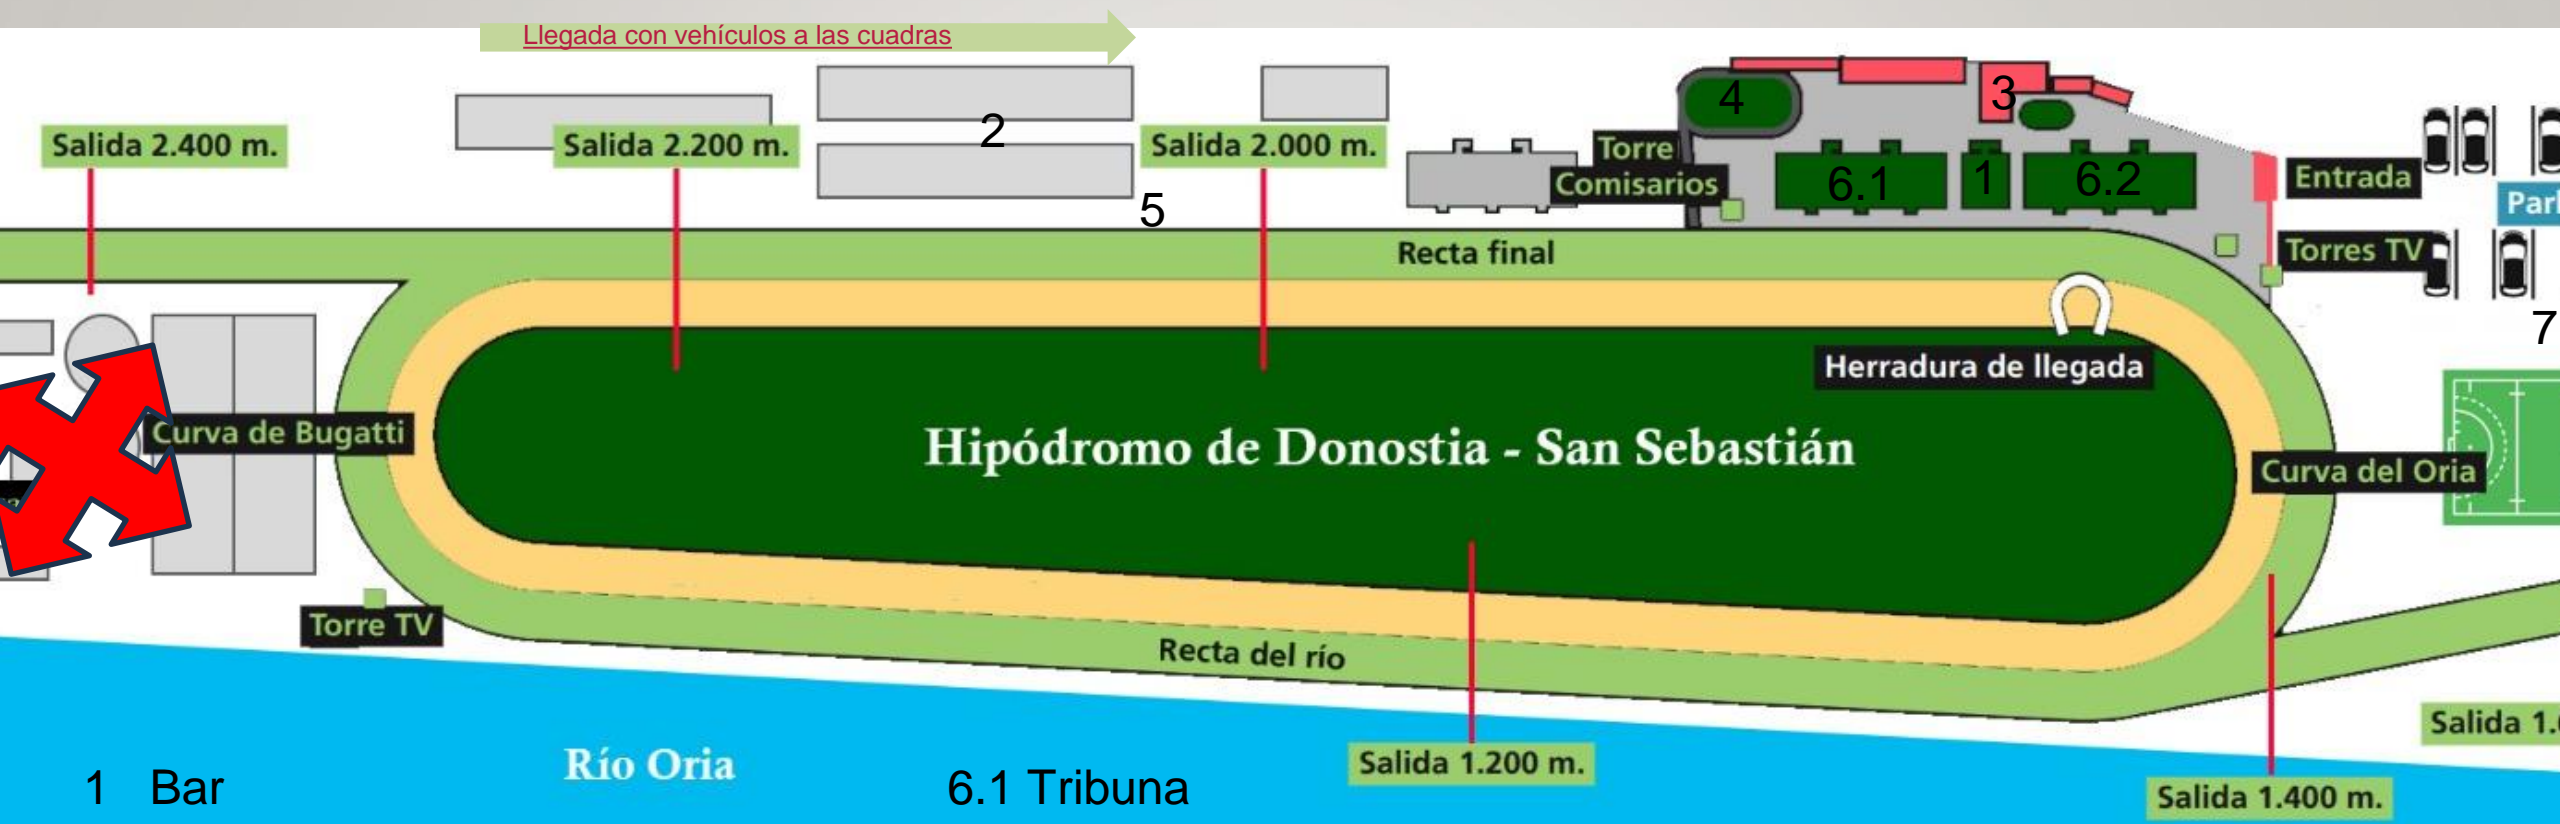 Llegada con vehículos a las cuadras
4
3
2
Salida 2.400 m.
Salida 2.200 m.
Salida 2.000 m.
Torre
Comisarios
6.1
1
6.2
Entrada
5
Recta final
Torres TV
7
Herradura de llegada
Curva de Bugatti
Hipódromo de Donostia - San Sebastián
Curva del Oria
Torre TV
Recta del río
Río Oria
Salida 1.200 m.
Salida 1.400 m.
1 Bar
6.1 Tribuna